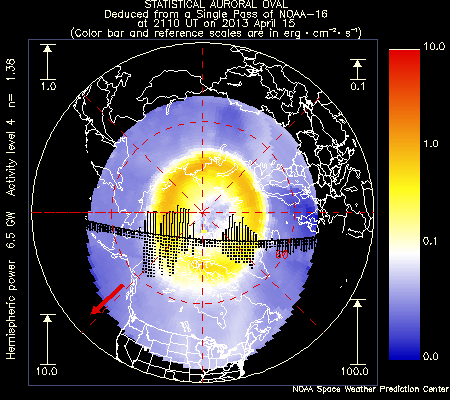 STATISTICAL AURORAL OVAL
Deduced from a Single Pass of NOAA-16
at 2110 UT on 2013 April 15
(Color bar and reference scales are in erg · cm⁻² · s⁻¹)
1.0
0.1
10.0
1.0
0.1
0.0
Hemispheric power 6.5 GW Activity level 4 n= 1.38
10.0
100.0
NOAA Space Weather Prediction Center